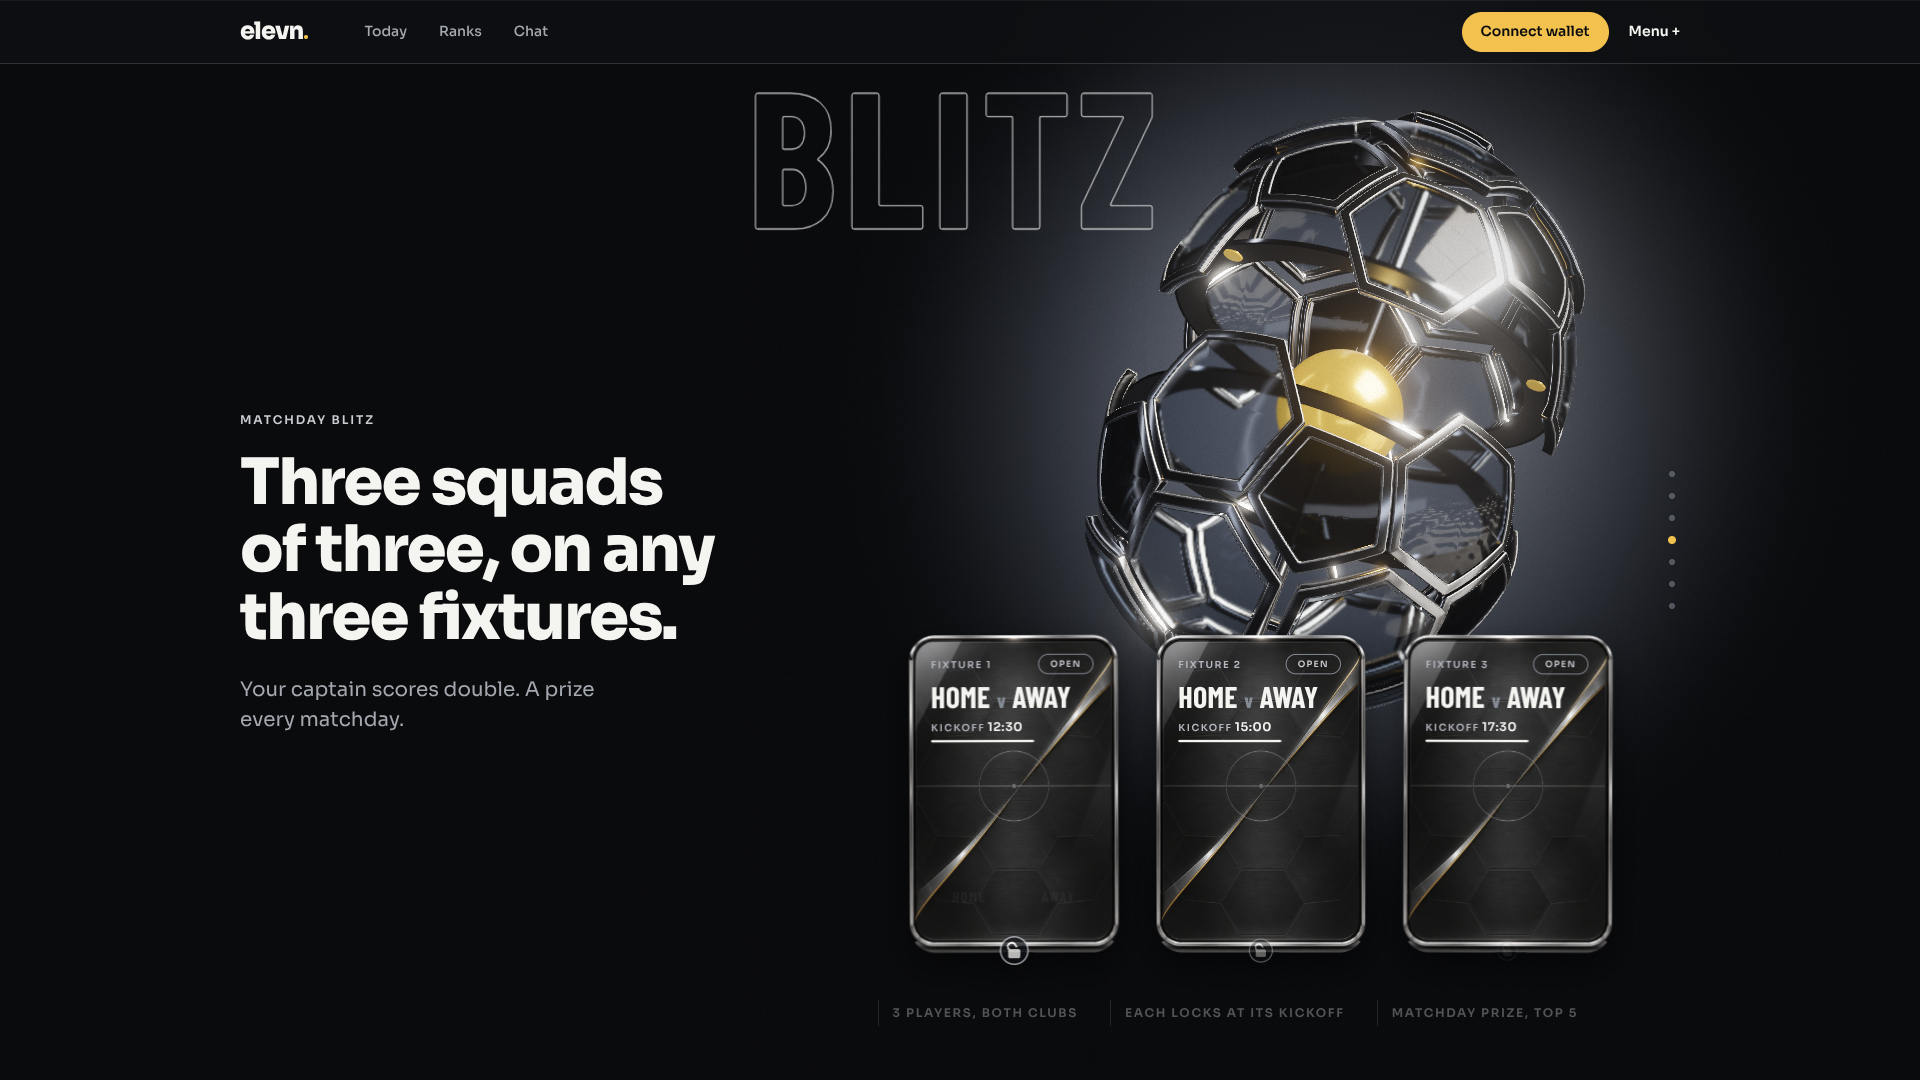 elevn.
Today
Ranks
Chat
Connect wallet
Menu +
BLITZ
MATCHDAY BLITZ
Three squads
of three, on any
three fixtures.
Your captain scores double. A prize
every matchday.
FIXTURE 1
OPEN
HOME v AWAY
KICKOFF 12:30
HOME
AWAY
FIXTURE 2
OPEN
HOME v AWAY
KICKOFF 15:00
FIXTURE 3
OPEN
HOME v AWAY
KICKOFF 17:30
3 PLAYERS, BOTH CLUBS
EACH LOCKS AT ITS KICKOFF
MATCHDAY PRIZE, TOP 5